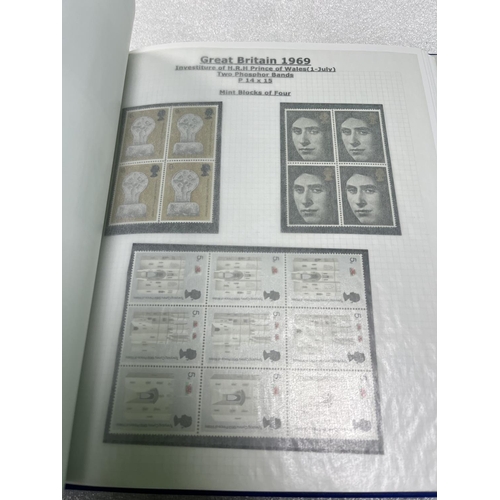 Great Britain 1969
Investiture of H.R.H Prince of Wales(1-July)
Two Phosphor Bands
P 14 x 15
Mint Blocks of Four